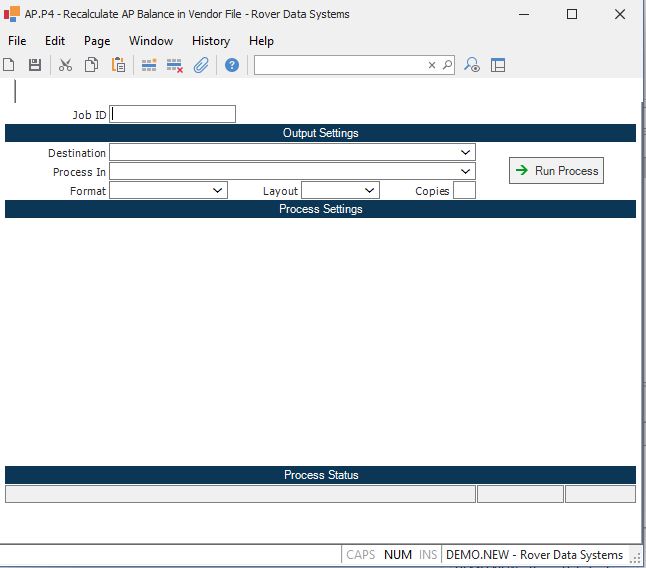 AP.P4 - Recalculate AP Balance in Vendor File - Rover Data Systems
File Edit Page Window History Help
Job ID
Output Settings
Destination
Process In
Run Process
Format Layout Copies
Process Settings
Process Status
CAPS NUM INS DEMO.NEW - Rover Data Systems